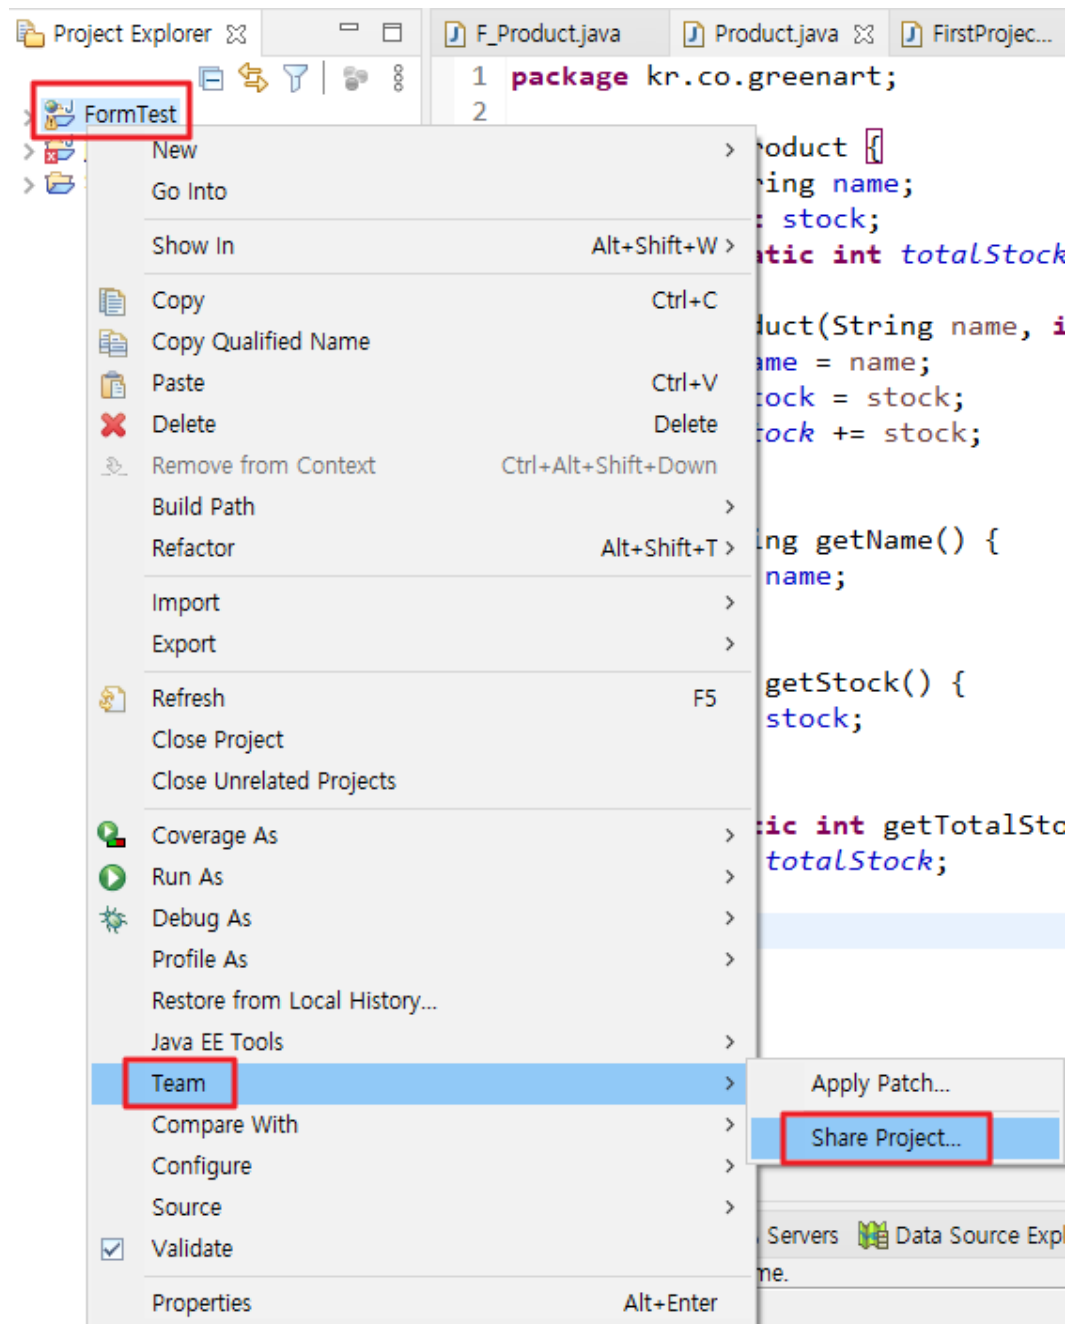 Project Explorer
F_Product.java
Product.java
FirstProjec...
1 package kr.co.greenart;
FormTest
2
New
oduct {
ring name;
Go Into
stock;
Show In Alt+Shift+W
atic int totalStock
Copy Ctrl+C
duct(String name, i
Copy Qualified Name
ame = name;
Paste Ctrl+V
tock = stock;
Delete Delete
tock += stock;
Remove from Context Ctrl+Alt+Shift+Down
Build Path
Refactor Alt+Shift+T
ing getName() {
name;
Import
Export
getStock() {
Refresh F5
stock;
Close Project
Close Unrelated Projects
Coverage As
tic int getTotalSto
Run As
totalStock;
Debug As
Profile As
Restore from Local History...
Java EE Tools
Team
Apply Patch...
Compare With
Share Project...
Configure
Source
Servers
Data Source Expl
Validate
me.
Properties Alt+Enter